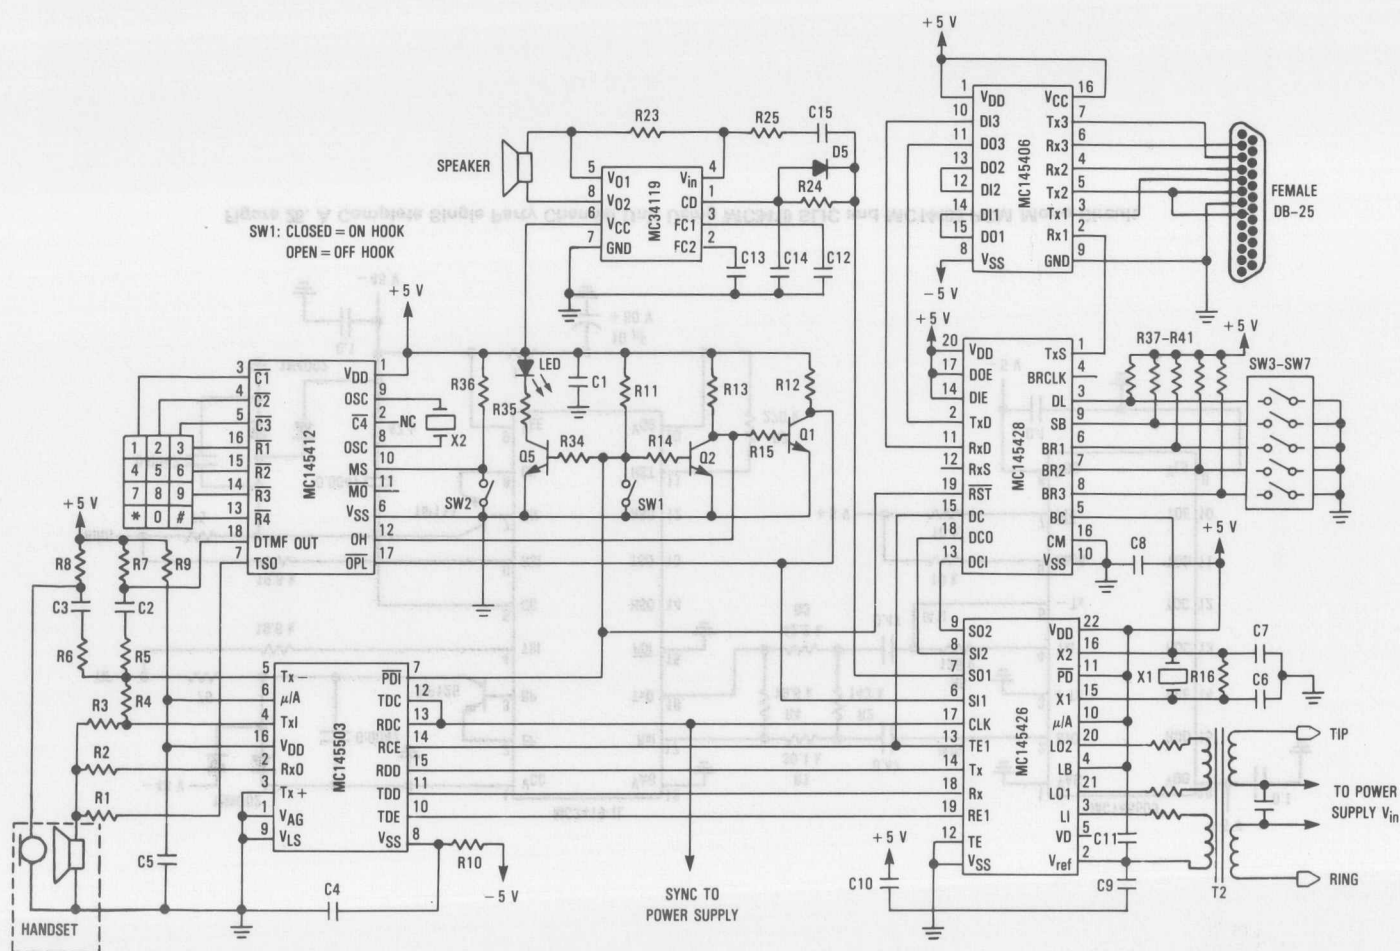 +5 V
1 VDD VCC 16
10 DI3 Tx3 7
11 DO3 Rx3 6
13 DO2 Rx2 4
12 DI2 Tx2 5
14 DI1 Tx1 3
15 DO1 Rx1 2
8 VSS GND 9
MC145406
-5 V
FEMALE
DB-25
R23 R25 C15
SPEAKER
D5
R24
5 VO1 Vin 4
8 VO2 CD 1
6 VCC FC1 3
7 GND FC2 2
MC34119
C13 C14 C12
SW1: CLOSED = ON HOOK
OPEN = OFF HOOK
+5 V
3 C̅1̅ VDD 1
4 C̅2̅ OSC 9
5 C̅3̅ C̅4̅ 2
16 R̅1̅ OSC 8
15 R̅2̅ MS 10
14 R̅3̅ M̅O̅ 11
13 R̅4̅ VSS 6
18 DTMF OUT OH 12
7 TSO O̅P̅L̅ 17
MC145412
NC
X2
1 2 3
4 5 6
7 8 9
* 0 #
R36 LED C1 R11 R13 R12
R35
Q5 R34 R14 Q2 R15 Q1
SW2 SW1
+5 V
20 VDD TxS 1
17 DOE BRCLK 4
14 DIE DL 3
2 TxD SB 9
11 RxD BR1 6
12 RxS BR2 7
19 R̅S̅T̅ BR3 8
15 DC BC 5
18 DCO CM 16
13 DCI VSS 10
MC145428
R37-R41
+5 V
SW3-SW7
C8
+5 V
+5 V
R8 R7 R9
C3 C2
R6 R5
R4
R3
R2
R1
5 Tx P̅D̅I̅ 7
6 μ/A TDC 12
4 TxI RDC 13
16 VDD RCE 14
2 RxO RDD 15
3 Tx+ TDD 11
1 VAG TDE 10
9 VLS VSS 8
MC145503
R10
-5 V
C5
C4
HANDSET
SYNC TO
POWER SUPPLY
9 SO2 VDD 22
8 SI2 X2 16
7 SO1 P̅D̅ 11
6 SI1 X1 15
17 CLK μ/A 10
13 TE1 LO2 20
14 Tx LB 4
18 Rx LO1 21
19 RE1 LI 3
12 TE VD 5
VSS Vref 2
MC145426
C7
X1 R16
C6
+5 V
C10
C11
C9
T2
TIP
TO POWER
SUPPLY Vin
RING